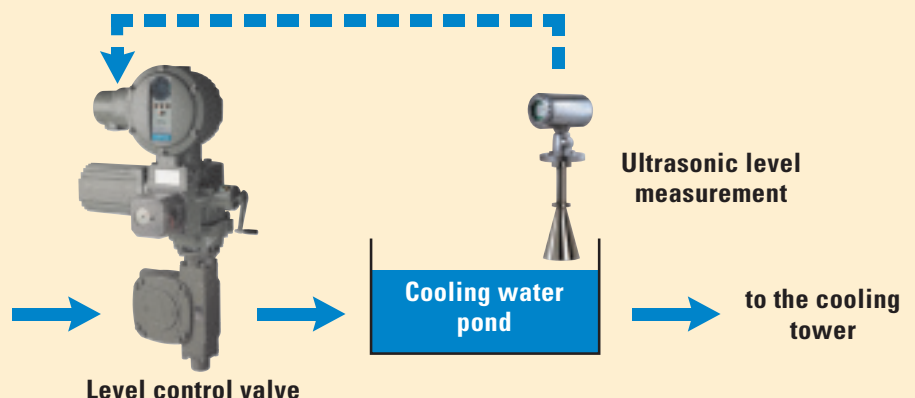 Ultrasonic level
measurement
Cooling water
pond
to the cooling
tower
Level control valve